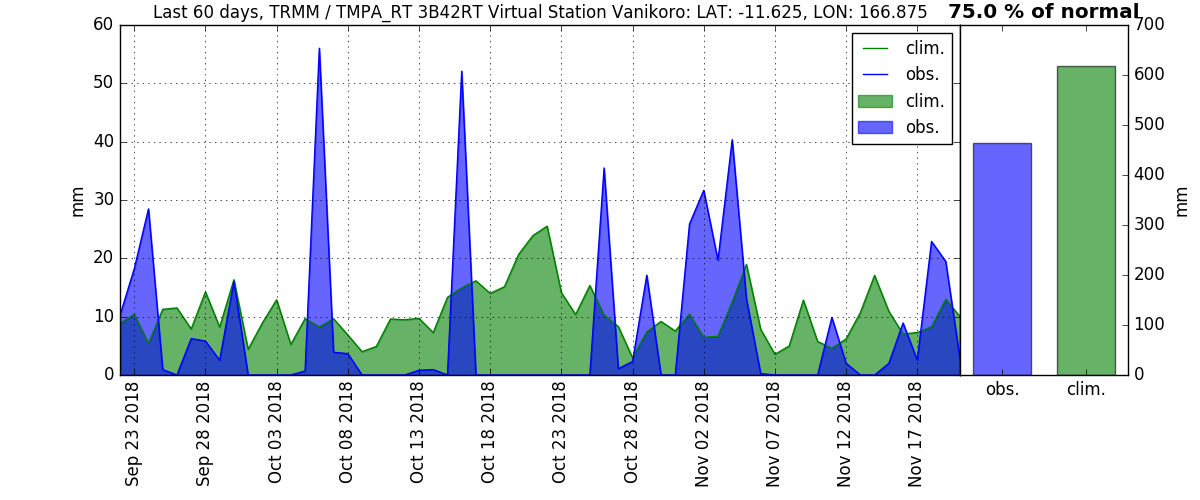 Last 60 days, TRMM / TMPA_RT 3B42RT Virtual Station Vanikoro: LAT: -11.625, LON: 166.875
75.0 % of normal
60
50
40
30
20
10
0
mm
clim.
obs.
clim.
obs.
700
600
500
400
300
200
100
0
mm
obs.
clim.
Sep 23 2018
Sep 28 2018
Oct 03 2018
Oct 08 2018
Oct 13 2018
Oct 18 2018
Oct 23 2018
Oct 28 2018
Nov 02 2018
Nov 07 2018
Nov 12 2018
Nov 17 2018